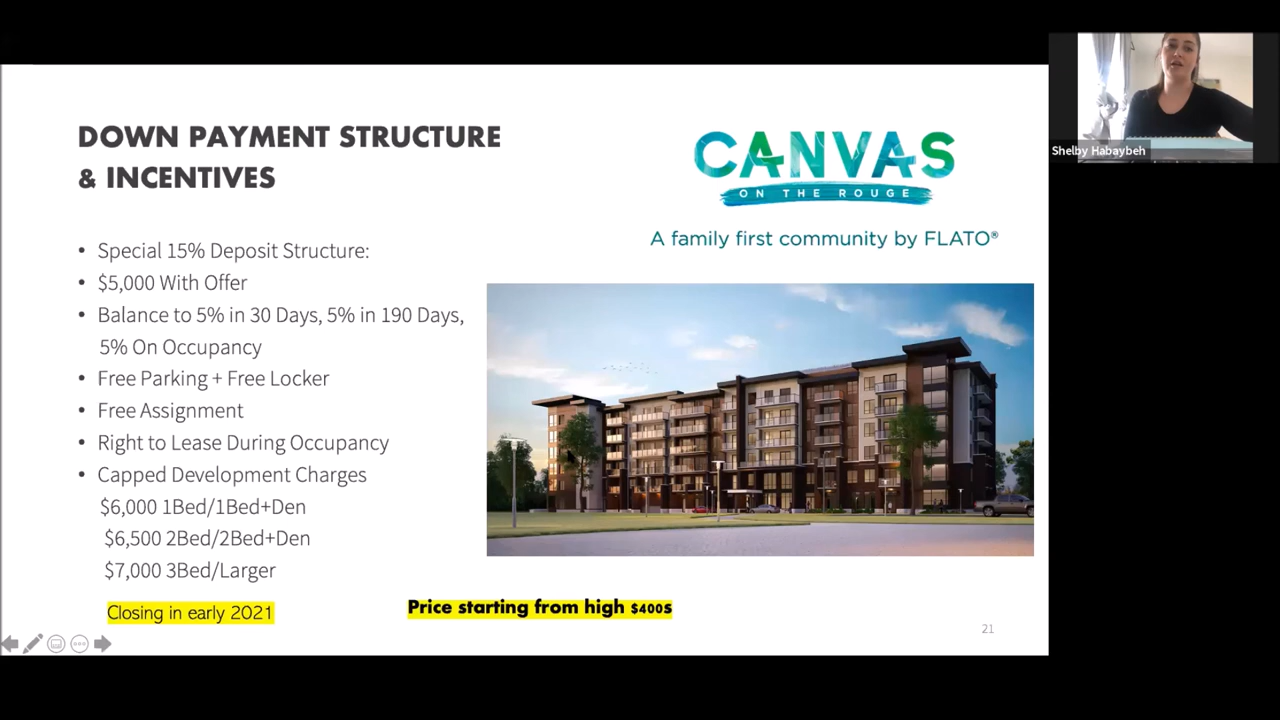 DOWN PAYMENT STRUCTURE
& INCENTIVES
CANVAS
ON THE ROUGE
A family first community by FLATO®
• Special 15% Deposit Structure:
• $5,000 With Offer
• Balance to 5% in 30 Days, 5% in 190 Days,
5% On Occupancy
• Free Parking + Free Locker
• Free Assignment
• Right to Lease During Occupancy
• Capped Development Charges
$6,000 1Bed/1Bed+Den
$6,500 2Bed/2Bed+Den
$7,000 3Bed/Larger
Closing in early 2021
Price starting from high $400s
21
Shelby Habaybeh